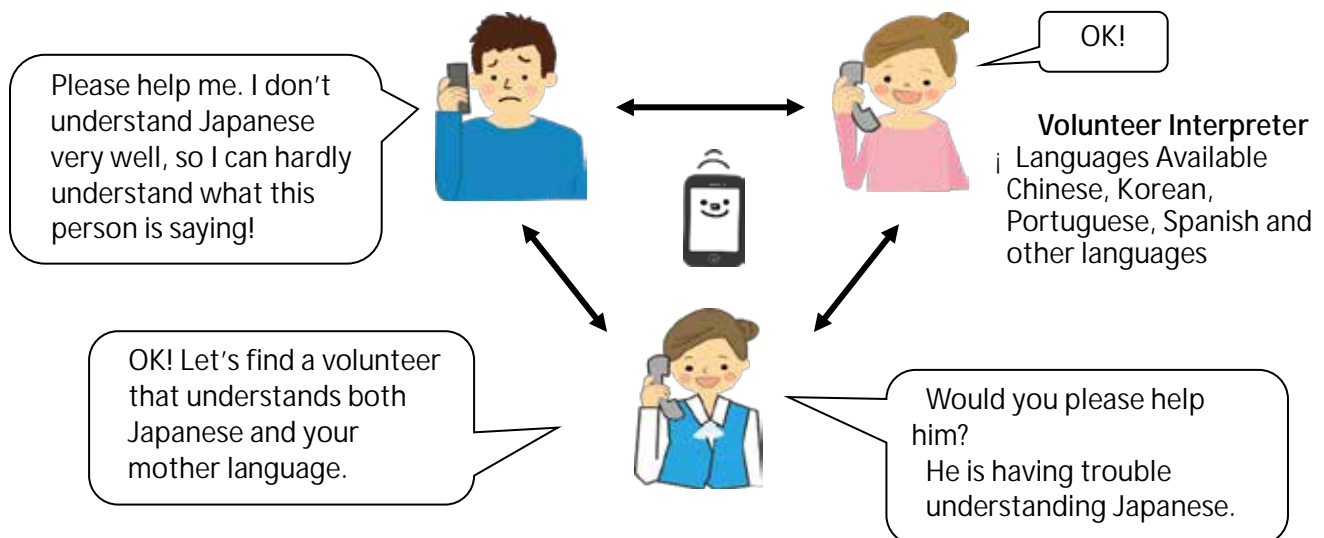 Please help me. I don't
understand Japanese
very well, so I can hardly
understand what this
person is saying!
OK!
Volunteer Interpreter
¡ Languages Available
Chinese, Korean,
Portuguese, Spanish and
other languages
OK! Let's find a volunteer
that understands both
Japanese and your
mother language.
Would you please help
him?
He is having trouble
understanding Japanese.